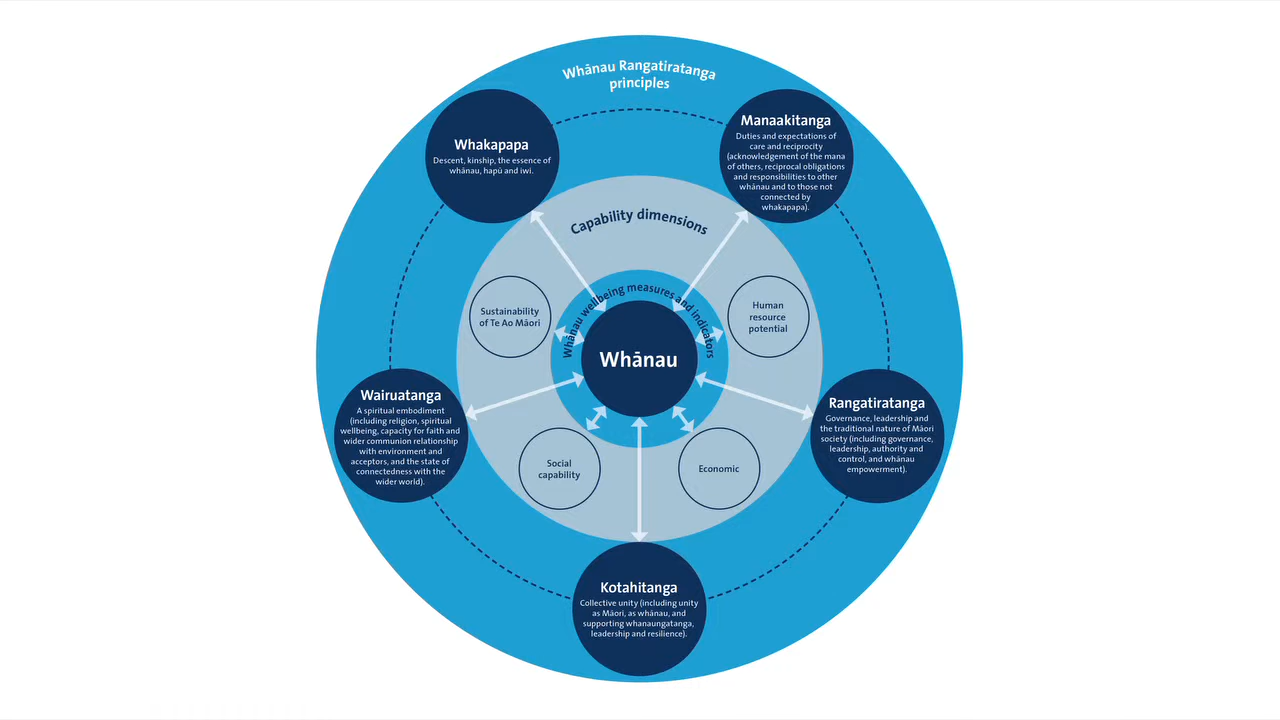 Whānau Rangatiratanga
principles
Whakapapa
Descent, kinship, the essence of
whānau, hapū and iwi.
Manaakitanga
Duties and expectations of
care and reciprocity
(acknowledgement of the mana
of others, reciprocal obligations
and responsibilities to other
whānau and to those not
connected by
whakapapa).
Capability dimensions
Sustainability
of Te Ao Māori
Human
resource
potential
Whānau wellbeing measures and indicators
Whānau
Wairuatanga
A spiritual embodiment
(including religion, spiritual
wellbeing, capacity for faith and
wider communion relationship
with environment and
acceptors, and the state of
connectedness with the
wider world).
Rangatiratanga
Governance, leadership and
the traditional nature of Māori
society (including governance,
leadership, authority and
control, and whānau
empowerment).
Social
capability
Economic
Kotahitanga
Collective unity (including unity
as Māori, as whānau, and
supporting whanaungatanga,
leadership and resilience).